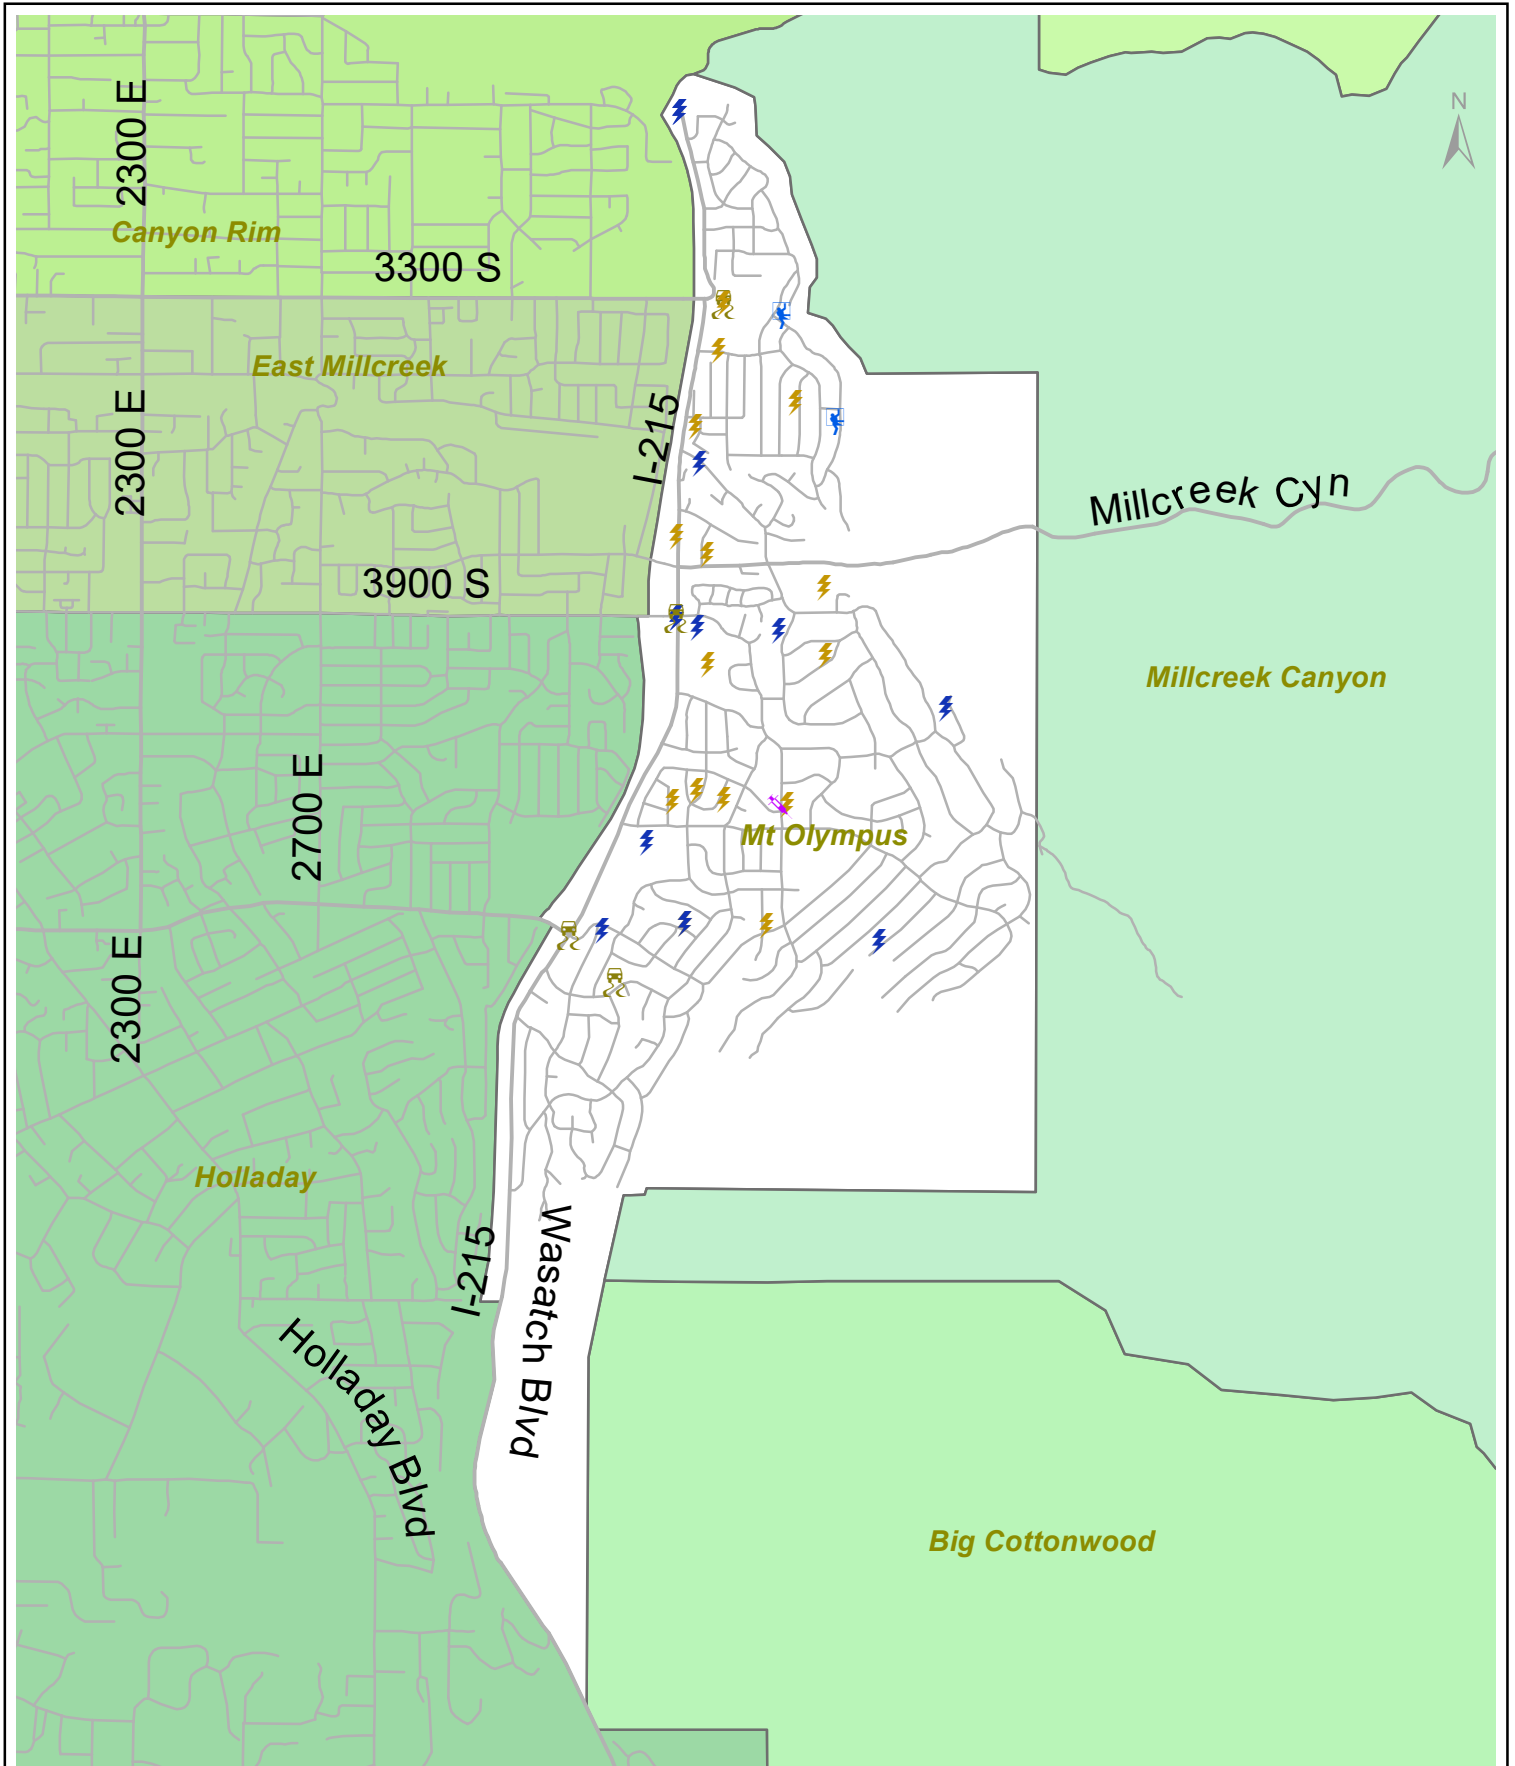 N
2300 E
Canyon Rim
3300 S
East Millcreek
2300 E
I-215
Millcreek Cyn
3900 S
Millcreek Canyon
2700 E
Mt Olympus
2300 E
Holladay
I-215
Wasatch Blvd
Holladay Blvd
Big Cottonwood